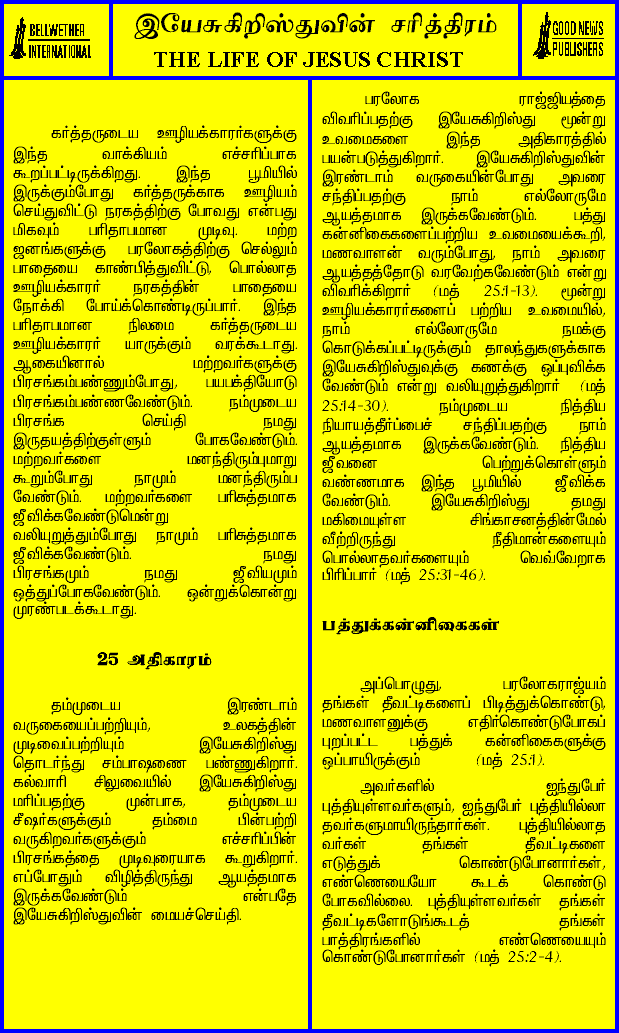 BELLWETHER
INTERNATIONAL
இயேசுகிறிஸ்துவின் சரித்திரம்
THE LIFE OF JESUS CHRIST
GOOD NEWS
PUBLISHERS
கர்த்தருடைய ஊழியக்காரர்களுக்கு
இந்த வாக்கியம் எச்சரிப்பாக
கூறப்பட்டிருக்கிறது. இந்த பூமியில்
இருக்கும்போது கர்த்தருக்காக ஊழியம்
செய்துவிட்டு நரகத்திற்கு போவது என்பது
மிகவும் பரிதாபமான முடிவு. மற்ற
ஜனங்களுக்கு பரலோகத்திற்கு செல்லும்
பாதையை காண்பித்துவிட்டு, பொல்லாத
ஊழியக்காரர் நரகத்தின் பாதையை
நோக்கி போய்க்கொண்டிருப்பார். இந்த
பரிதாபமான நிலமை கர்த்தருடைய
ஊழியக்காரர் யாருக்கும் வரக்கூடாது.
ஆகையினால் மற்றவர்களுக்கு
பிரசங்கம்பண்ணும்போது, பயபக்தியோடு
பிரசங்கம்பண்ணவேண்டும். நம்முடைய
பிரசங்க செய்தி நமது
இருதயத்திற்குள்ளும் போகவேண்டும்.
மற்றவர்களை மனந்திரும்புமாறு
கூறும்போது நாமும் மனந்திரும்ப
வேண்டும். மற்றவர்களை பரிசுத்தமாக
ஜீவிக்கவேண்டுமென்று
வலியுறுத்தும்போது நாமும் பரிசுத்தமாக
ஜீவிக்கவேண்டும். நமது
பிரசங்கமும் நமது ஜீவியமும்
ஒத்துப்போகவேண்டும். ஒன்றுக்கொன்று
முரண்படக்கூடாது.
25 அதிகாரம்
தம்முடைய இரண்டாம்
வருகையைப்பற்றியும், உலகத்தின்
முடிவைப்பற்றியும் இயேசுகிறிஸ்து
தொடர்ந்து சம்பாஷணை பண்ணுகிறார்.
கல்வாரி சிலுவையில் இயேசுகிறிஸ்து
மரிப்பதற்கு முன்பாக, தம்முடைய
சீஷர்களுக்கும் தம்மை பின்பற்றி
வருகிறவர்களுக்கும் எச்சரிப்பின்
பிரசங்கத்தை முடிவுரையாக கூறுகிறார்.
எப்போதும் விழித்திருந்து ஆயத்தமாக
இருக்கவேண்டும் என்பதே
இயேசுகிறிஸ்துவின் மையச்செய்தி.
பரலோக ராஜ்ஜியத்தை
விவரிப்பதற்கு இயேசுகிறிஸ்து மூன்று
உவமைகளை இந்த அதிகாரத்தில்
பயன்படுத்துகிறார். இயேசுகிறிஸ்துவின்
இரண்டாம் வருகையின்போது அவரை
சந்திப்பதற்கு நாம் எல்லோருமே
ஆயத்தமாக இருக்கவேண்டும். பத்து
கன்னிகைகளைப்பற்றிய உவமையைக்கூறி,
மணவாளன் வரும்போது, நாம் அவரை
ஆயத்தத்தோடு வரவேற்கவேண்டும் என்று
விவரிக்கிறார் (மத் 25:1-13). மூன்று
ஊழியக்காரர்களைப் பற்றிய உவமையில்,
நாம் எல்லோருமே நமக்கு
கொடுக்கப்பட்டிருக்கும் தாலந்துகளுக்காக
இயேசுகிறிஸ்துவுக்கு கணக்கு ஒப்புவிக்க
வேண்டும் என்று வலியுறுத்துகிறார் (மத்
25:14-30). நம்முடைய நித்திய
நியாயத்தீர்ப்பைச் சந்திப்பதற்கு நாம்
ஆயத்தமாக இருக்கவேண்டும். நித்திய
ஜீவனை பெற்றுக்கொள்ளும்
வண்ணமாக இந்த பூமியில் ஜீவிக்க
வேண்டும். இயேசுகிறிஸ்து தமது
மகிமையுள்ள சிங்காசனத்தின்மேல்
வீற்றிருந்து நீதிமான்களையும்
பொல்லாதவர்களையும் வெவ்வேறாக
பிரிப்பார் (மத் 25:31-46).
பத்துக்கன்னிகைகள்
அப்பொழுது, பரலோகராஜ்யம்
தங்கள் தீவட்டிகளைப் பிடித்துக்கொண்டு,
மணவாளனுக்கு எதிர்கொண்டுபோகப்
புறப்பட்ட பத்துக் கன்னிகைகளுக்கு
ஒப்பாயிருக்கும் (மத் 25:1).
அவர்களில் ஐந்துபேர்
புத்தியுள்ளவர்களும், ஐந்துபேர் புத்தியில்லா
தவர்களுமாயிருந்தார்கள். புத்தியில்லாத
வர்கள் தங்கள் தீவட்டிகளை
எடுத்துக் கொண்டுபோனார்கள்,
எண்ணெயையோ கூடக் கொண்டு
போகவில்லை. புத்தியுள்ளவர்கள் தங்கள்
தீவட்டிகளோடுங்கூடத் தங்கள்
பாத்திரங்களில் எண்ணெயையும்
கொண்டுபோனார்கள் (மத் 25:2-4).